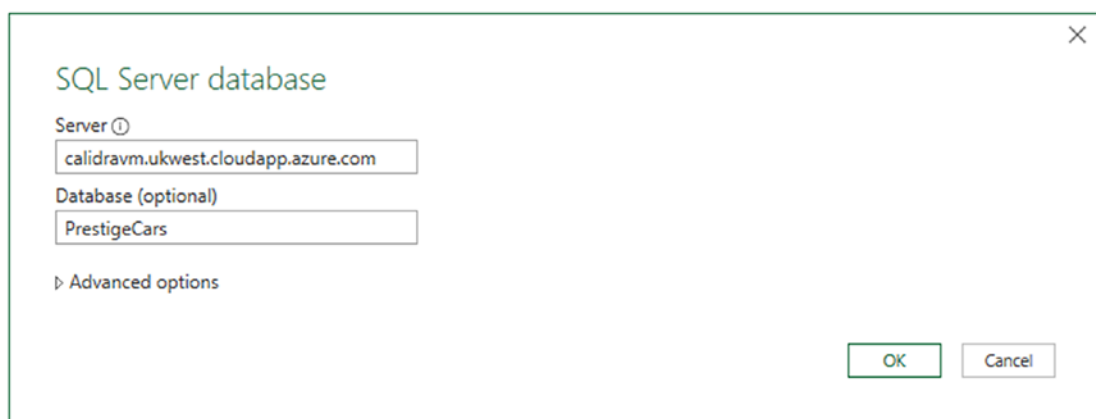 SQL Server database
Server
calidravm.ukwest.cloudapp.azure.com
Database (optional)
PrestigeCars
Advanced options
OK
Cancel